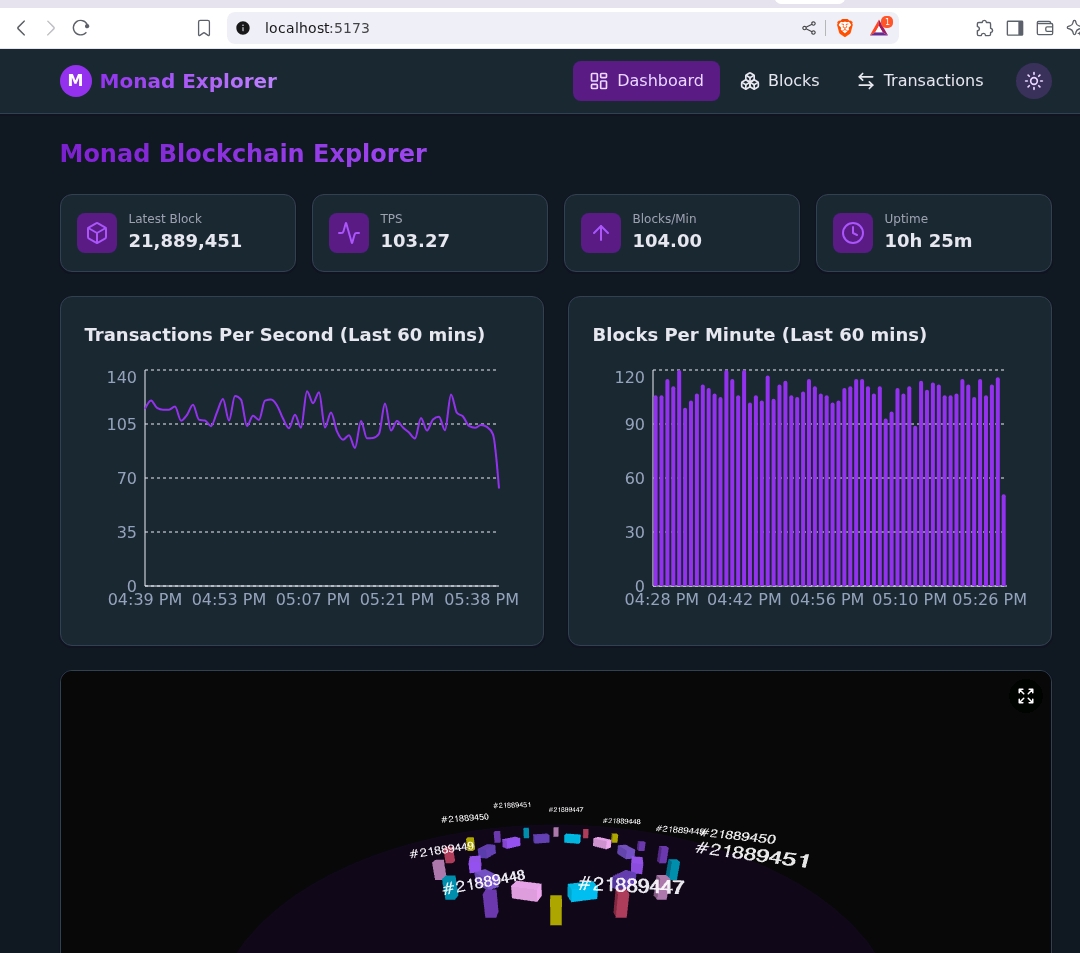 localhost:5173
1
M Monad Explorer
Dashboard
Blocks
Transactions
Monad Blockchain Explorer
Latest Block
21,889,451
TPS
103.27
Blocks/Min
104.00
Uptime
10h 25m
Transactions Per Second (Last 60 mins)
140
105
70
35
0
04:39 PM 04:53 PM 05:07 PM 05:21 PM 05:38 PM
Blocks Per Minute (Last 60 mins)
120
90
60
30
0
04:28 PM 04:42 PM 04:56 PM 05:10 PM 05:26 PM
#21889451
#21889447
#21889450
#21889448
#21889450
#21889449
#21889451
#21889448
#21889447